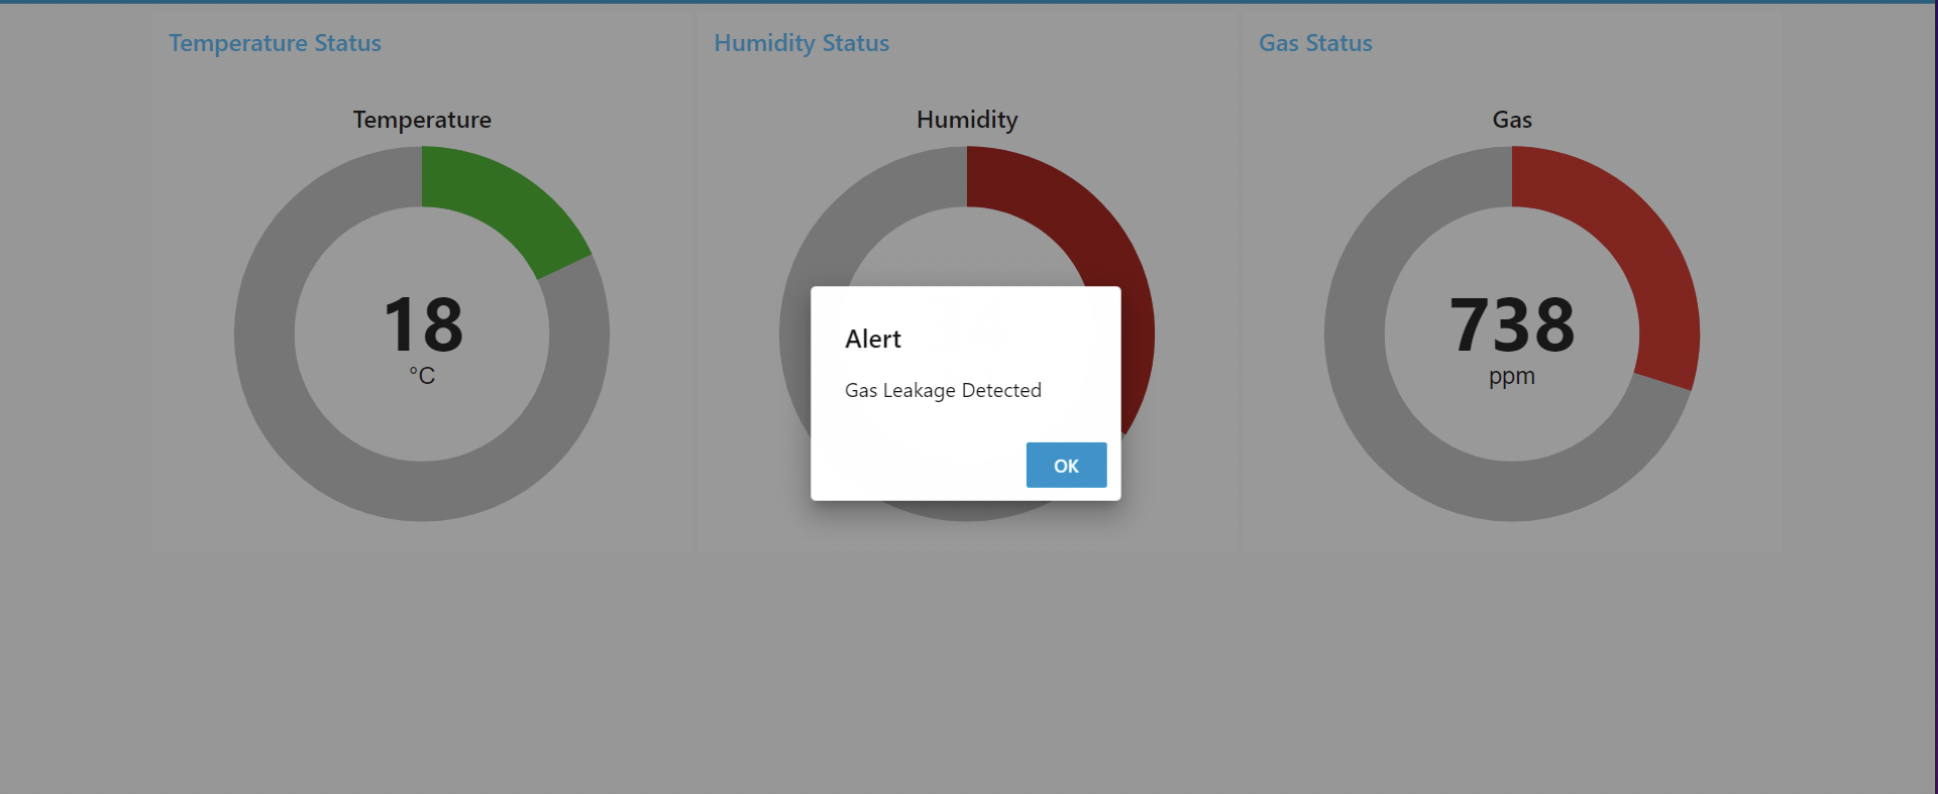 Temperature Status
Humidity Status
Gas Status
Temperature
Humidity
Gas
18
°C
738
ppm
Alert
Gas Leakage Detected
OK